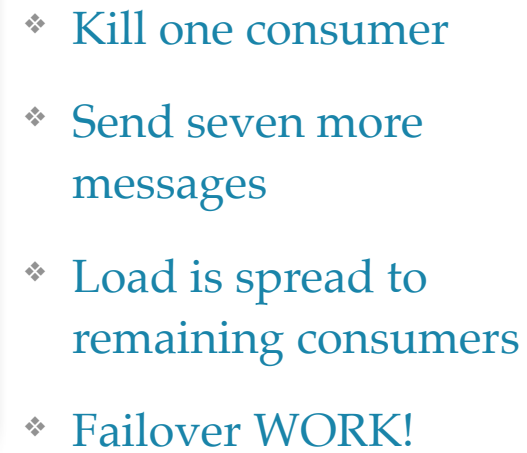 ❖ Kill one consumer
❖ Send seven more
messages
❖ Load is spread to
remaining consumers
❖ Failover WORK!